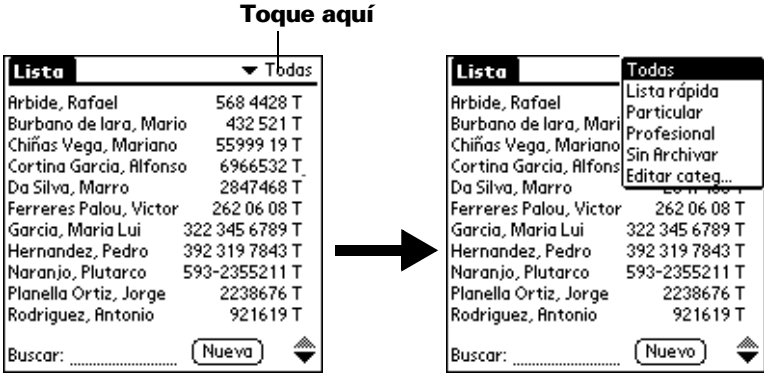 Toque aquí
Lista
Todas
Arbide, Rafael 568 4428 T
Burbano de lara, Mario 432 521 T
Chiñas Vega, Mariano 55999 19 T
Cortina Garcia, Alfonso 6966532 T
Da Silva, Marro 2847468 T
Ferreres Palou, Victor 262 06 08 T
Garcia, Maria Lui 322 345 6789 T
Hernandez, Pedro 392 319 7843 T
Naranjo, Plutarco 593-2355211 T
Planella Ortiz, Jorge 2238676 T
Rodriguez, Antonio 921619 T
Buscar: Nueva
Lista
Todas
Lista rápida
Particular
Profesional
Sin Archivar
Editar categ...
Arbide, Rafael
Burbano de lara, Mari
Chiñas Vega, Mariano
Cortina Garcia, Alfons
Da Silva, Marro
Ferreres Palou, Victor 262 06 08 T
Garcia, Maria Lui 322 345 6789 T
Hernandez, Pedro 392 319 7843 T
Naranjo, Plutarco 593-2355211 T
Planella Ortiz, Jorge 2238676 T
Rodriguez, Antonio 921619 T
Buscar: Nuevo